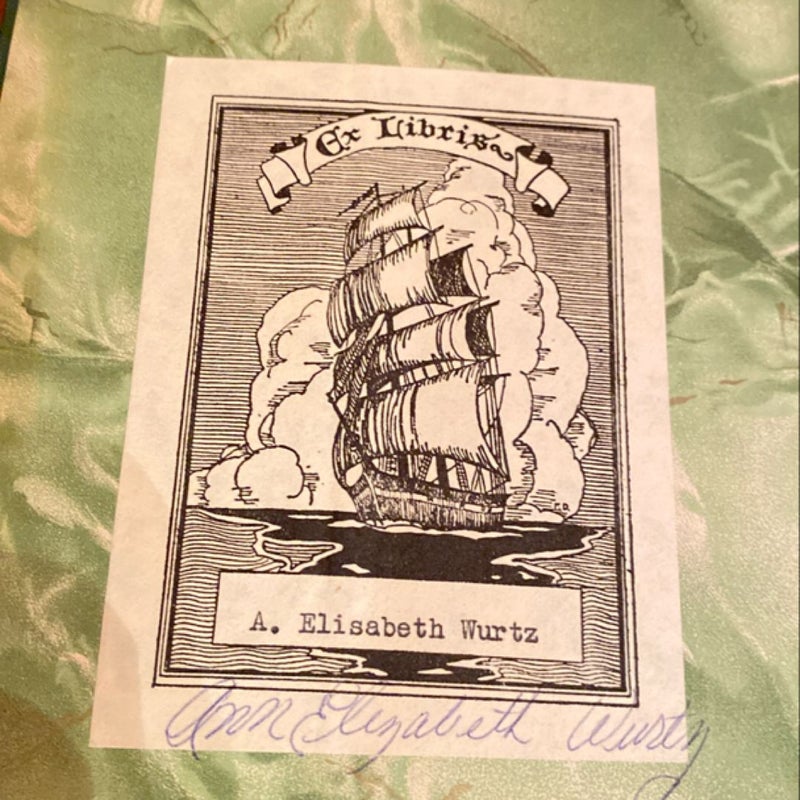 Ex Libris
C.D.
A. Elisabeth Wurtz
Ann Elizabeth Wurtz